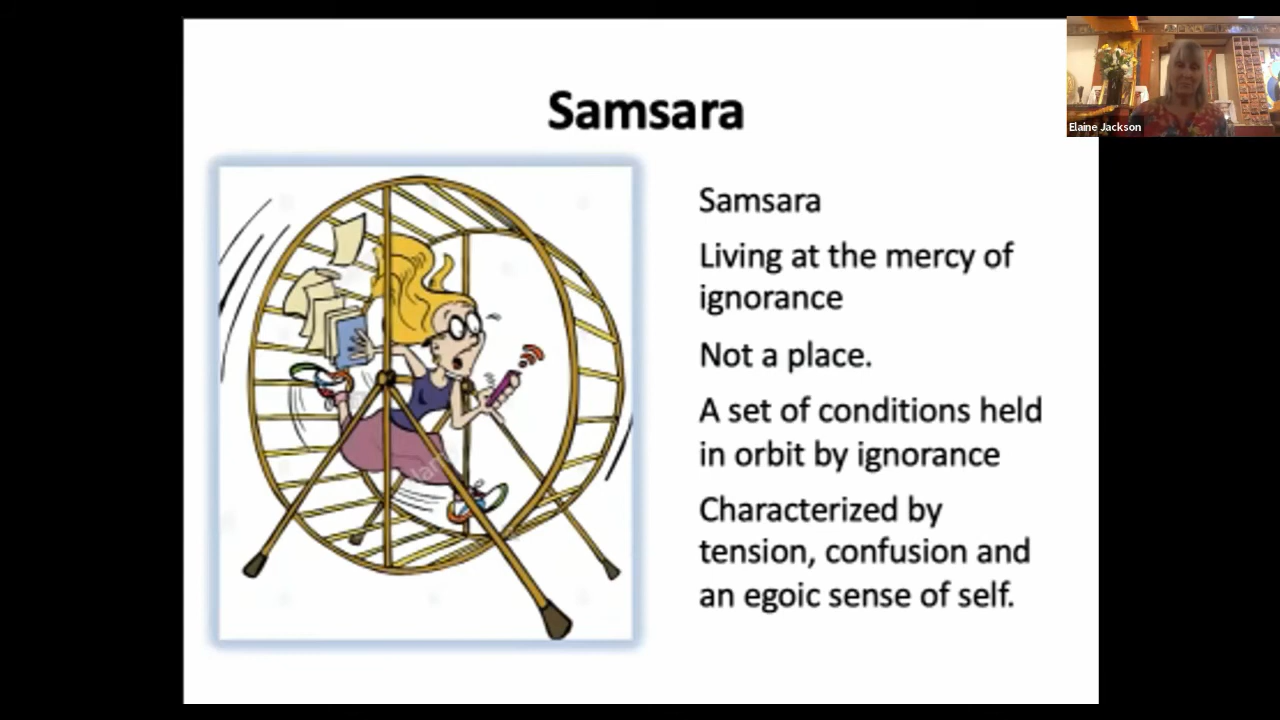 Samsara
Elaine Jackson
Samsara
Living at the mercy of
ignorance
Not a place.
A set of conditions held
in orbit by ignorance
Characterized by
tension, confusion and
an egoic sense of self.